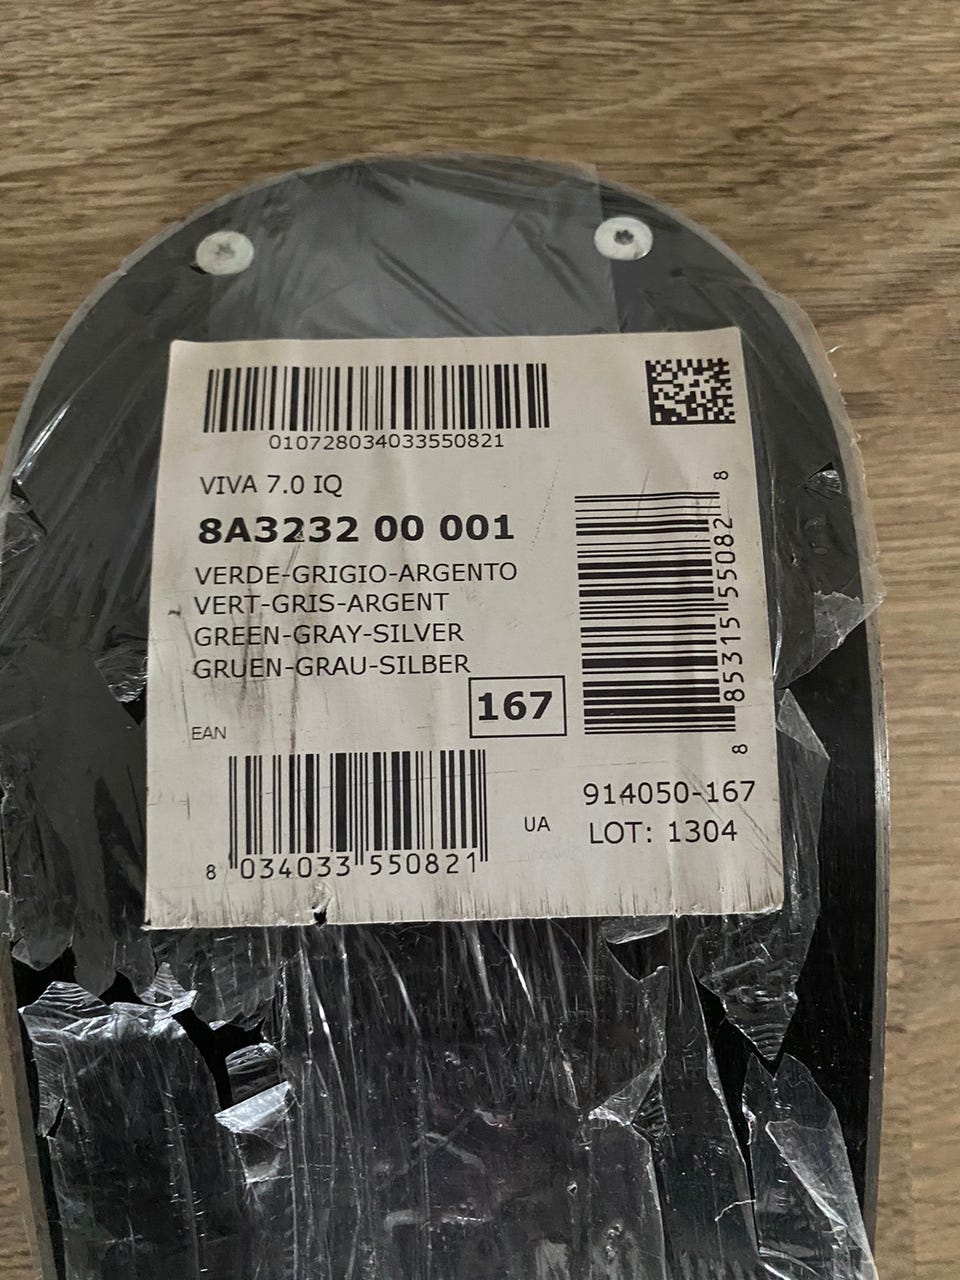 010728034033550821
VIVA 7.0 IQ
8A3232 00 001
VERDE-GRIGIO-ARGENTO
VERT-GRIS-ARGENT
GREEN-GRAY-SILVER
GRUEN-GRAU-SILBER
167
8 85315 55082 8
EAN
8 034033 550821
UA
914050-167
LOT: 1304